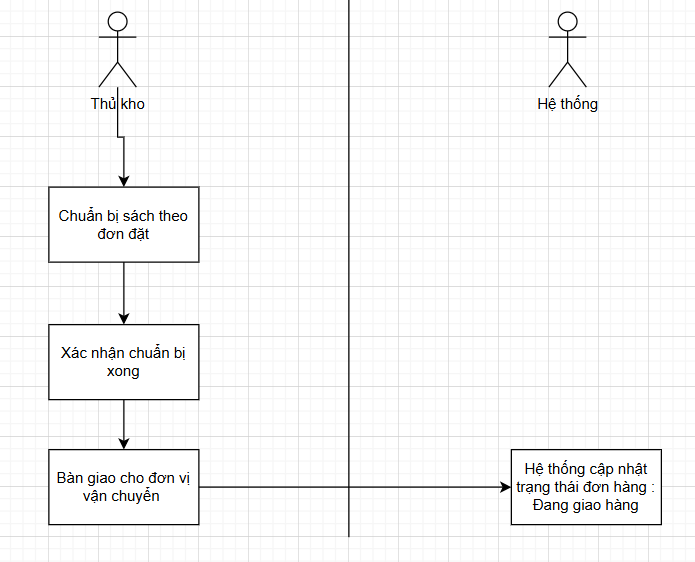 Thủ kho
Hệ thống
Chuẩn bị sách theo
đơn đặt
Xác nhận chuẩn bị
xong
Bàn giao cho đơn vị
vận chuyển
Hệ thống cập nhật
trạng thái đơn hàng :
Đang giao hàng